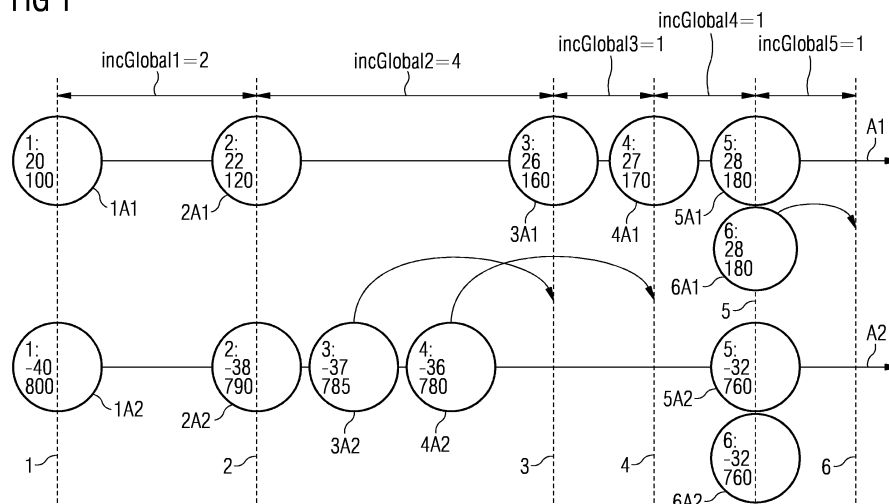 FIG 1
incGlobal4=1
incGlobal3=1
incGlobal5=1
incGlobal1=2
incGlobal2=4
A1
1:
20
100
2:
22
120
3:
26
160
4:
27
170
5:
28
180
1A1
2A1
3A1
4A1
5A1
6:
28
180
6A1
5
A2
1:
-40
800
2:
-38
790
3:
-37
785
4:
-36
780
5:
-32
760
1A2
2A2
3A2
4A2
5A2
6:
-32
760
1
2
3
4
6
6A2